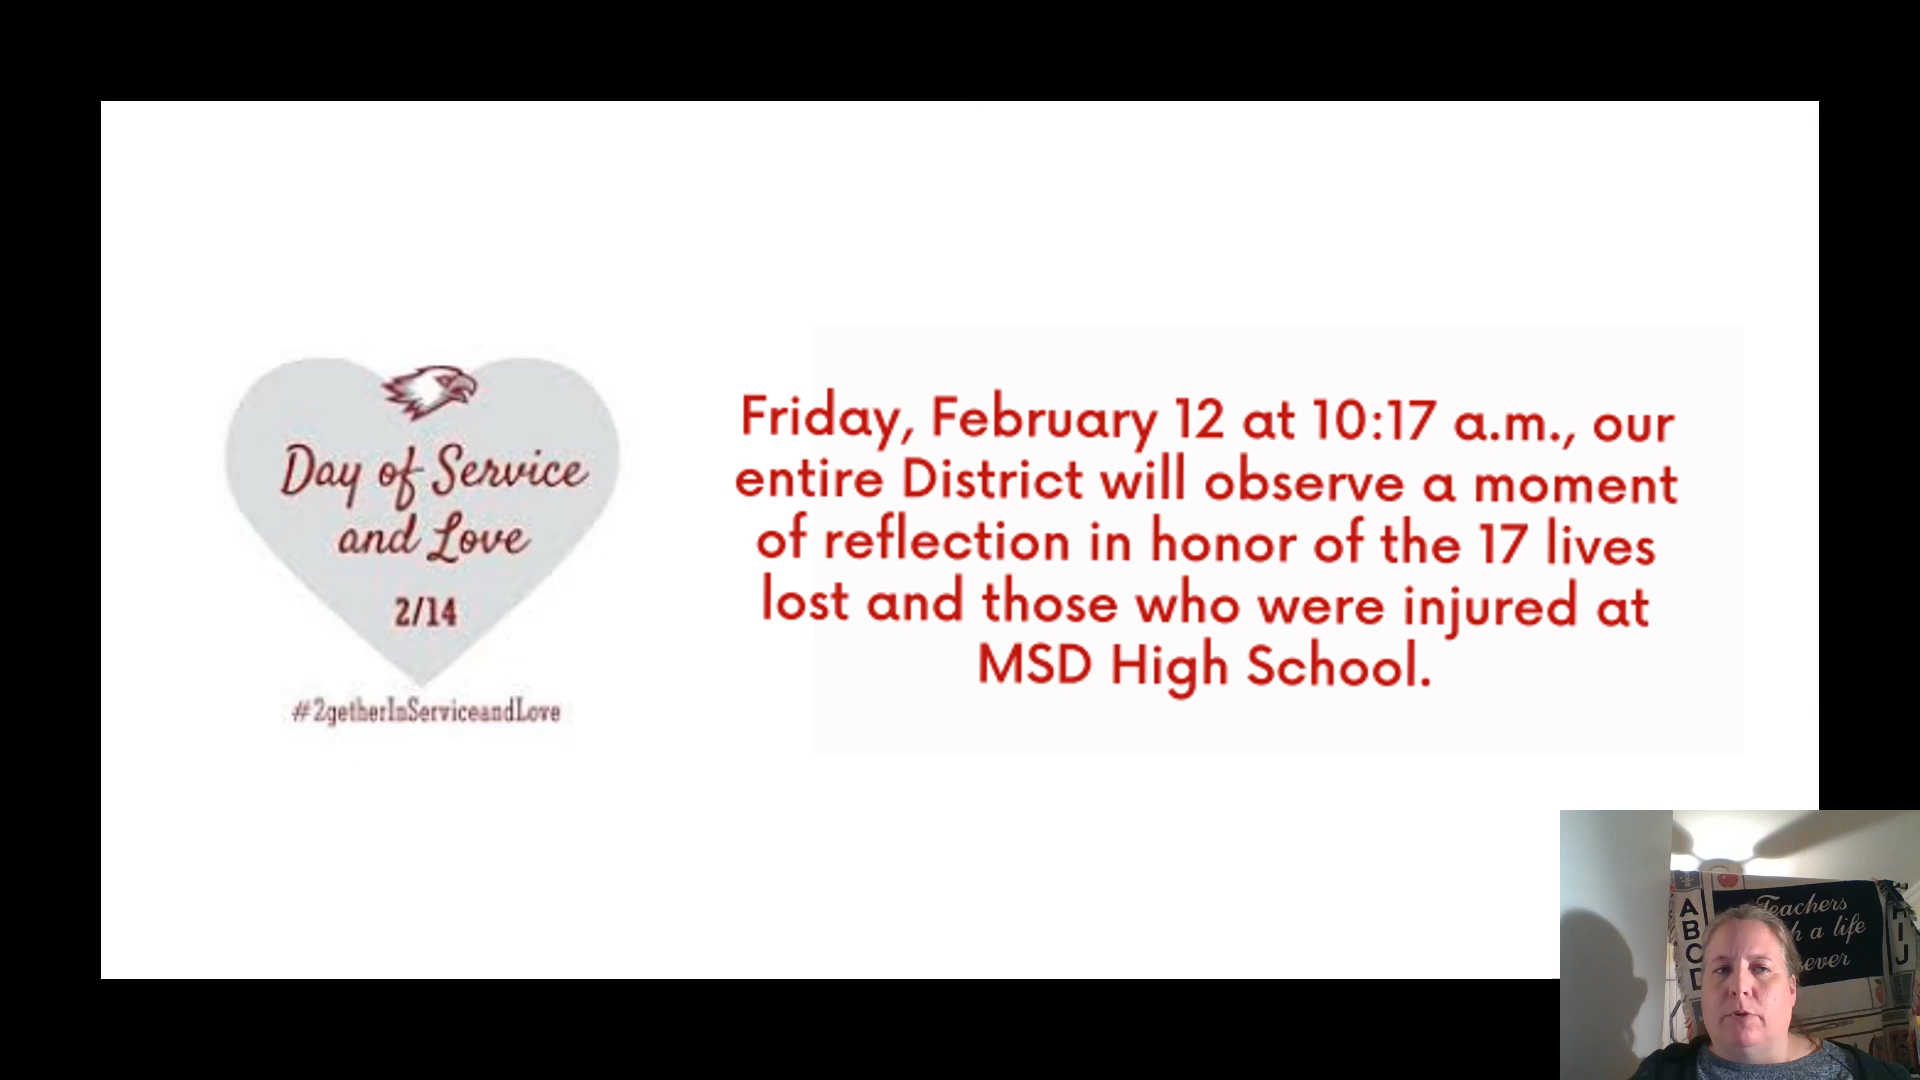 Day of Service
and Love
2/14
#2getherInServiceandLove
Friday, February 12 at 10:17 a.m., our
entire District will observe a moment
of reflection in honor of the 17 lives
lost and those who were injured at
MSD High School.
Teachers
a life
A
B
C
D
H
I
J